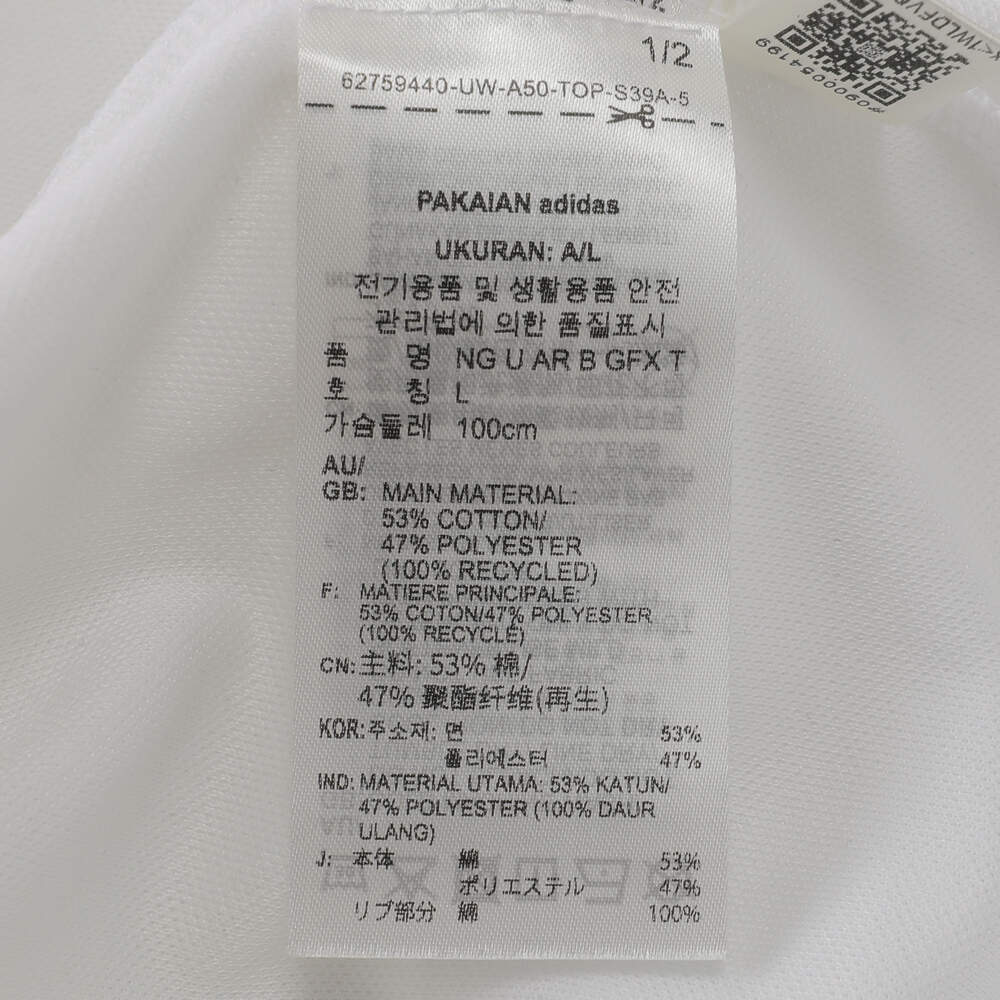 1/2
62759440-UW-A50-TOP-S39A-5
PAKAIAN adidas
UKURAN: A/L
전기용품 및 생활용품 안전
관리법에 의한 품질표시
품 명 NG U AR B GFX T
호 칭 L
가슴둘레 100cm
AU/
GB: MAIN MATERIAL:
53% COTTON/
47% POLYESTER
(100% RECYCLED)
F: MATIERE PRINCIPALE:
53% COTON/47% POLYESTER
(100% RECYCLÉ)
CN: 主料: 53% 棉/
47% 聚酯纤维(再生)
KOR: 주소재: 면 53%
폴리에스터 47%
IND: MATERIAL UTAMA: 53% KATUN/
47% POLYESTER (100% DAUR
ULANG)
J: 本体 綿 53%
ポリエステル 47%
リブ部分 綿 100%